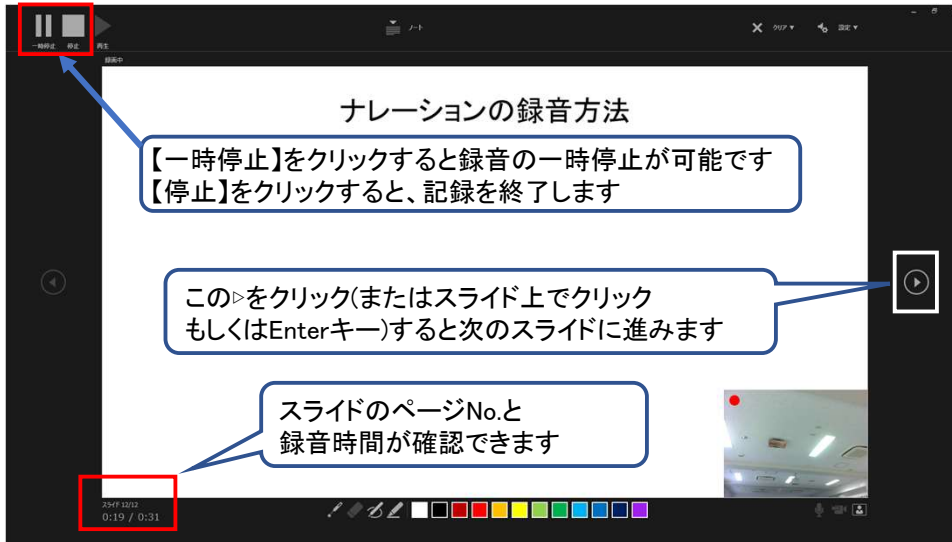 一時停止 停止 再生
ノート
クリア ▼ 設定 ▼
録画中
ナレーションの録音方法
【一時停止】をクリックすると録音の一時停止が可能です
【停止】をクリックすると、記録を終了します
この▷をクリック(またはスライド上でクリック
もしくはEnterキー)すると次のスライドに進みます
スライドのページNo.と
録音時間が確認できます
スライド 12/12
0:19 / 0:31